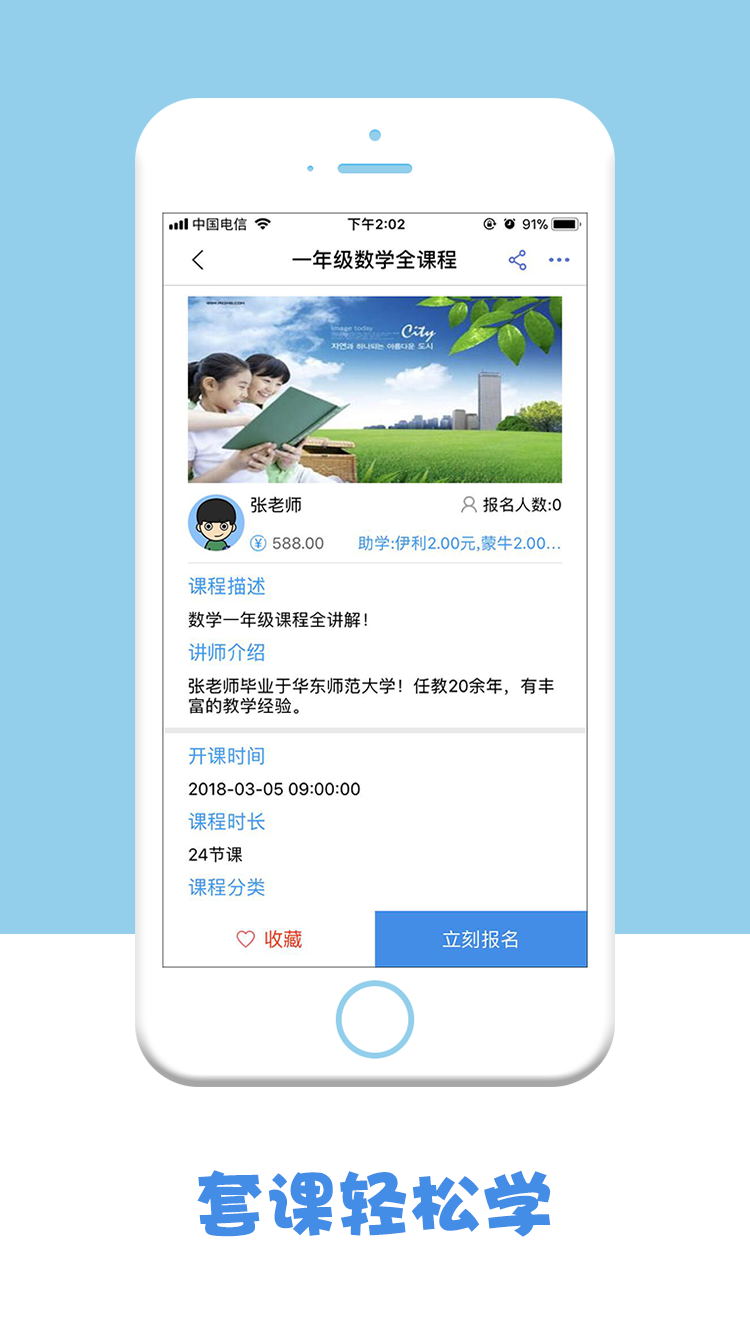 中国电信
下午2:02
91%
一年级数学全课程
image today
City
자연과 하나되는 아름다운 도시
张老师
报名人数:0
588.00
助学:伊利2.00元,蒙牛2.00...
课程描述
数学一年级课程全讲解!
讲师介绍
张老师毕业于华东师范大学!任教20余年，有丰
富的教学经验。
开课时间
2018-03-05 09:00:00
课程时长
24节课
课程分类
收藏
立刻报名
套课轻松学